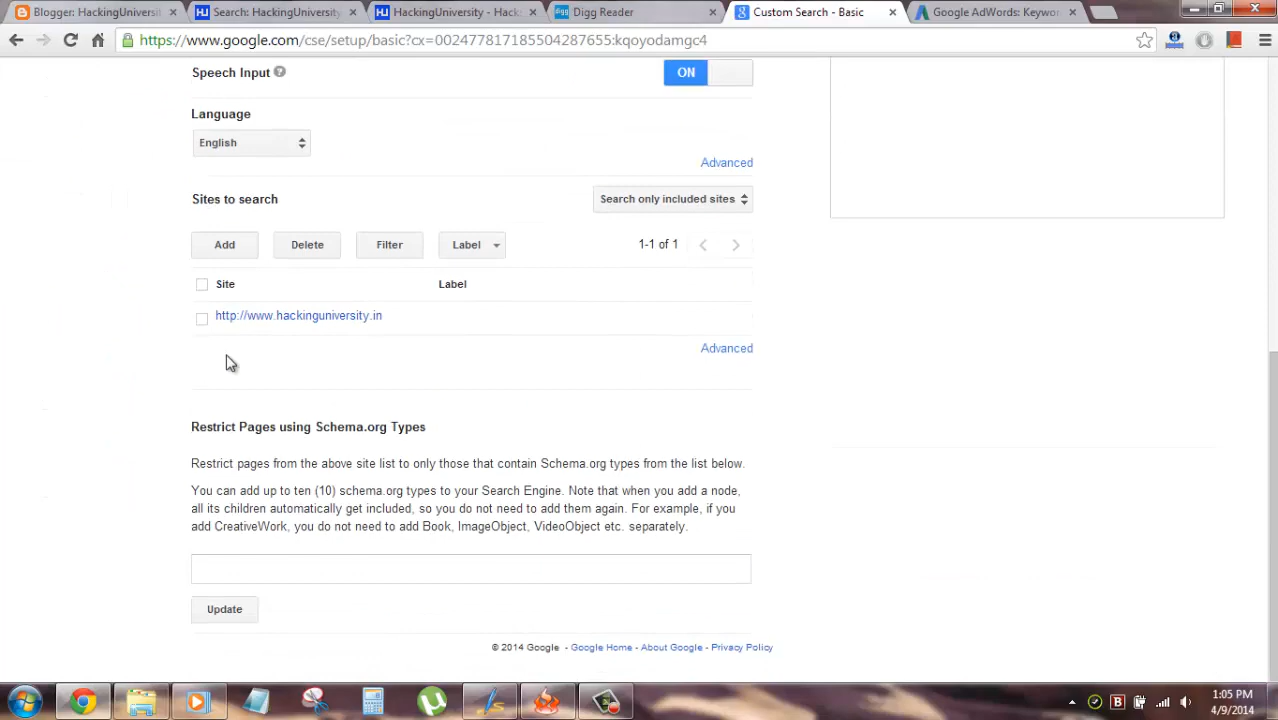 Blogger: HackingUniversi
Search: HackingUniversity
HackingUniversity - Hack
Digg Reader
Custom Search - Basic
Google AdWords: Keywor
https://www.google.com/cse/setup/basic?cx=002477817185504287655:kqoyodamgc4
Speech Input
ON
Language
English
Advanced
Sites to search
Search only included sites
Add
Delete
Filter
Label
1-1 of 1
Site
Label
http://www.hackinguniversity.in
Advanced
Restrict Pages using Schema.org Types
Restrict pages from the above site list to only those that contain Schema.org types from the list below.
You can add up to ten (10) schema.org types to your Search Engine. Note that when you add a node,
all its children automatically get included, so you do not need to add them again. For example, if you
add CreativeWork, you do not need to add Book, ImageObject, VideoObject etc. separately.
Update
© 2014 Google - Google Home - About Google - Privacy Policy
1:05 PM
4/9/2014